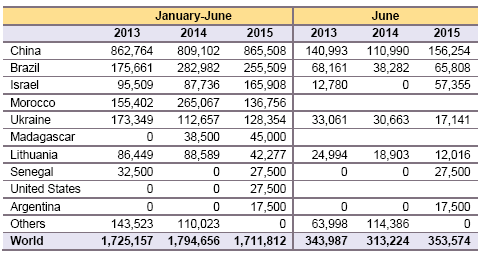 January-June June
2013 2014 2015 2013 2014 2015
China 862,764 809,102 865,508 140,993 110,990 156,254
Brazil 175,661 282,982 255,509 68,161 38,282 65,808
Israel 95,509 87,736 165,908 12,780 0 57,355
Morocco 155,402 265,067 136,756
Ukraine 173,349 112,657 128,354 33,061 30,663 17,141
Madagascar 0 38,500 45,000
Lithuania 86,449 88,589 42,277 24,994 18,903 12,016
Senegal 32,500 0 27,500 0 0 27,500
United States 0 0 27,500
Argentina 0 0 17,500 0 0 17,500
Others 143,523 110,023 0 63,998 114,386 0
World 1,725,157 1,794,656 1,711,812 343,987 313,224 353,574